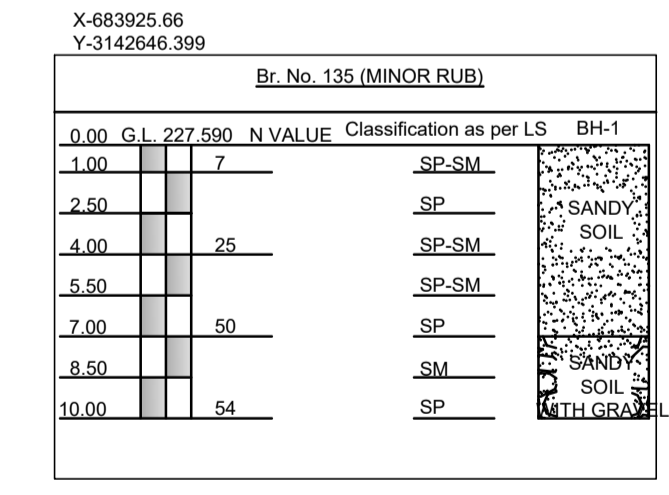 X-683925.66
Y-3142646.399
Br. No. 135 (MINOR RUB)
0.00 G.L. 227.590 N VALUE Classification as per LS BH-1
1.00 7 SP-SM
2.50 SP
SANDY
SOIL
4.00 25 SP-SM
5.50 SP-SM
7.00 50 SP
8.50 SM
SANDY
SOIL
10.00 54 SP
WITH GRAVEL